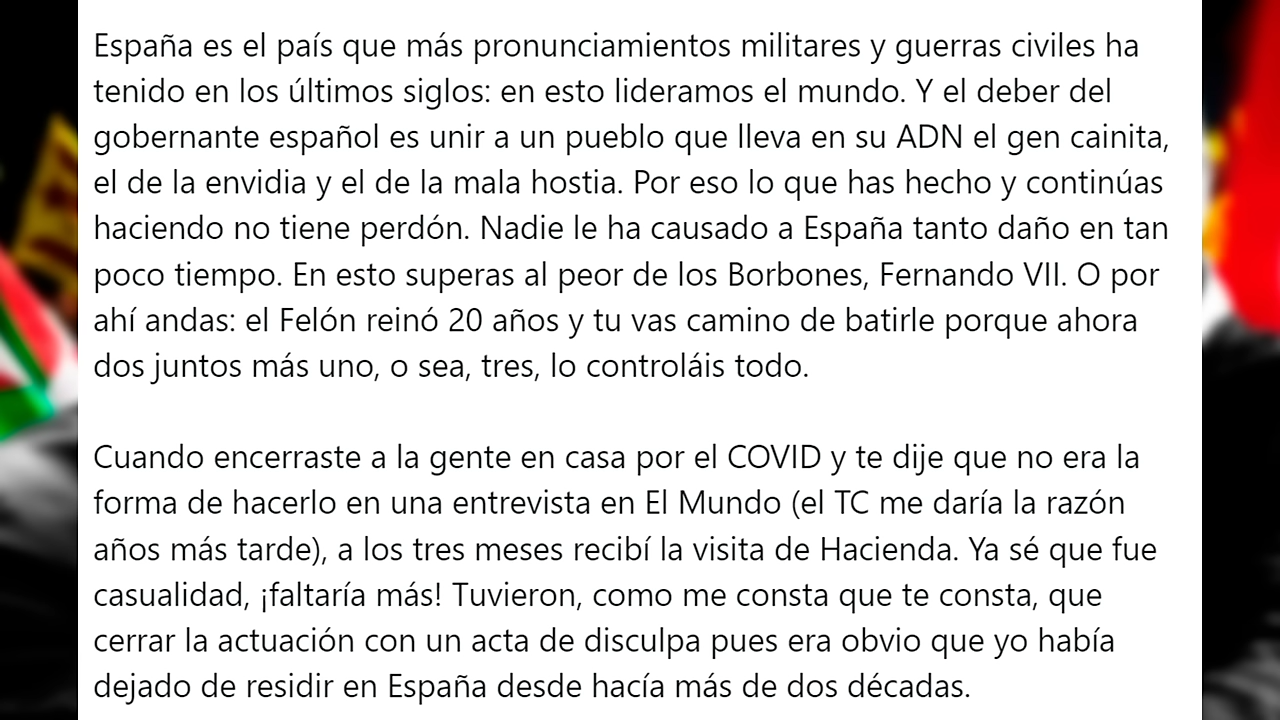 España es el país que más pronunciamientos militares y guerras civiles ha
tenido en los últimos siglos: en esto lideramos el mundo. Y el deber del
gobernante español es unir a un pueblo que lleva en su ADN el gen cainita,
el de la envidia y el de la mala hostia. Por eso lo que has hecho y continúas
haciendo no tiene perdón. Nadie le ha causado a España tanto daño en tan
poco tiempo. En esto superas al peor de los Borbones, Fernando VII. O por
ahí andas: el Felón reinó 20 años y tu vas camino de batirle porque ahora
dos juntos más uno, o sea, tres, lo controláis todo.
Cuando encerraste a la gente en casa por el COVID y te dije que no era la
forma de hacerlo en una entrevista en El Mundo (el TC me daría la razón
años más tarde), a los tres meses recibí la visita de Hacienda. Ya sé que fue
casualidad, ¡faltaría más! Tuvieron, como me consta que te consta, que
cerrar la actuación con un acta de disculpa pues era obvio que yo había
dejado de residir en España desde hacía más de dos décadas.